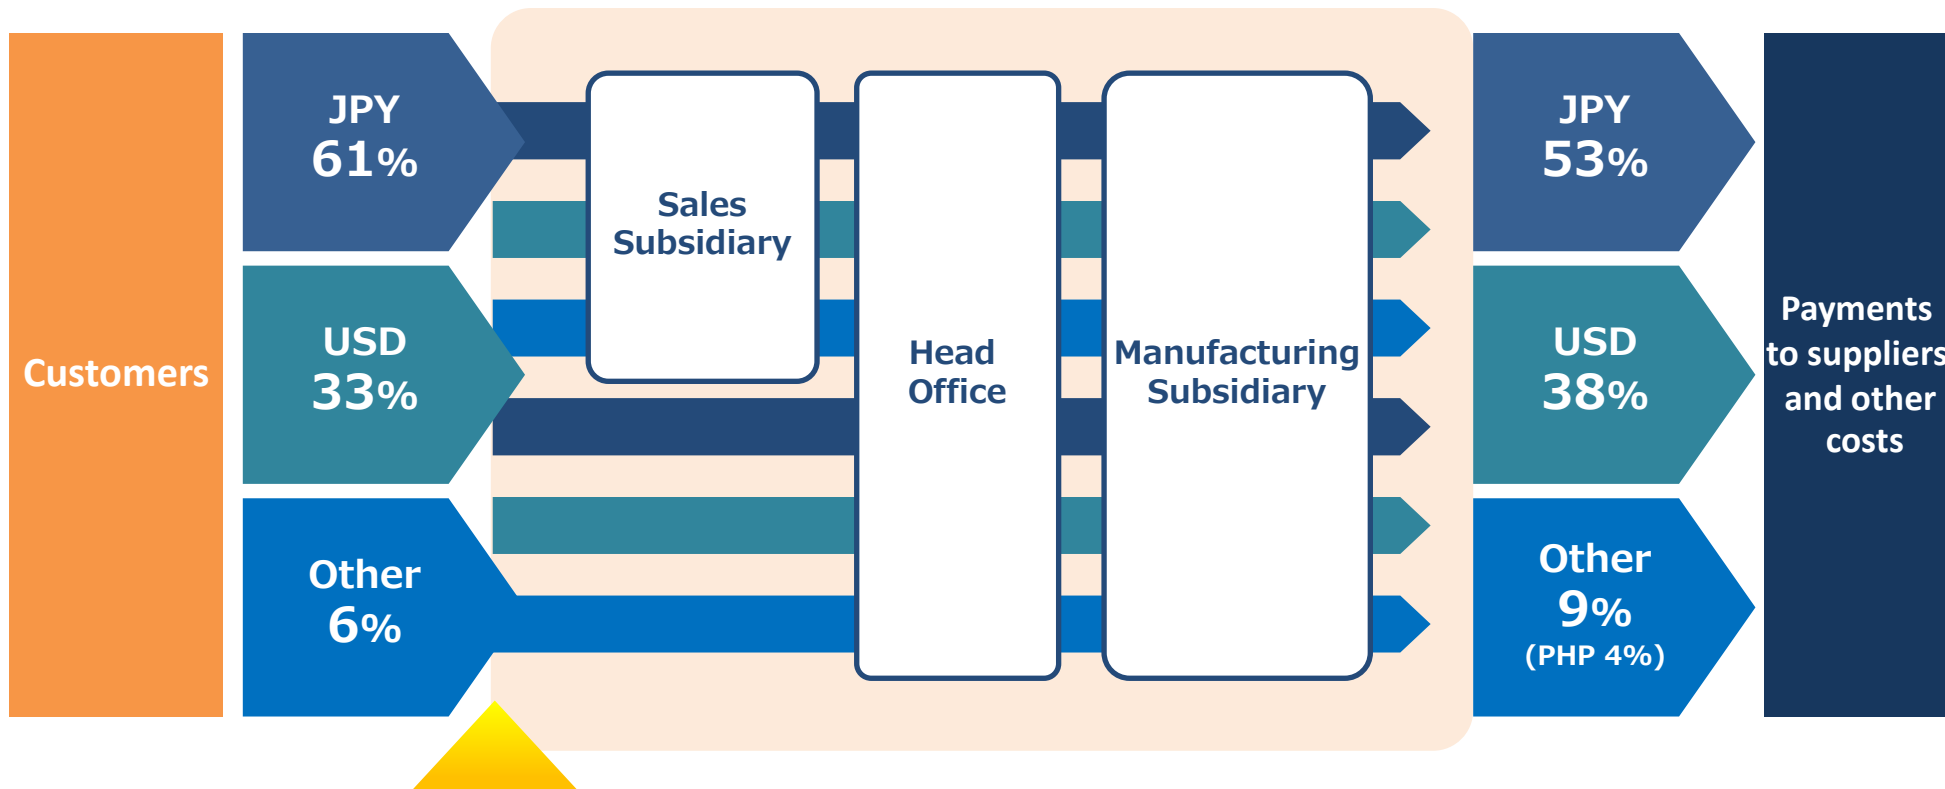 Customers
JPY
61%
USD
33%
Other
6%
Sales
Subsidiary
Head
Office
Manufacturing
Subsidiary
JPY
53%
USD
38%
Other
9%
(PHP 4%)
Payments
to suppliers
and other
costs